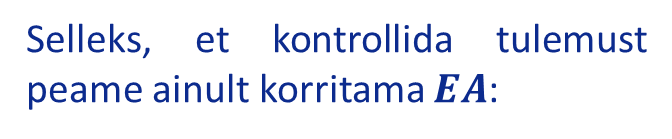 Selleks, et kontrollida tulemust
peame ainult korritama EA: